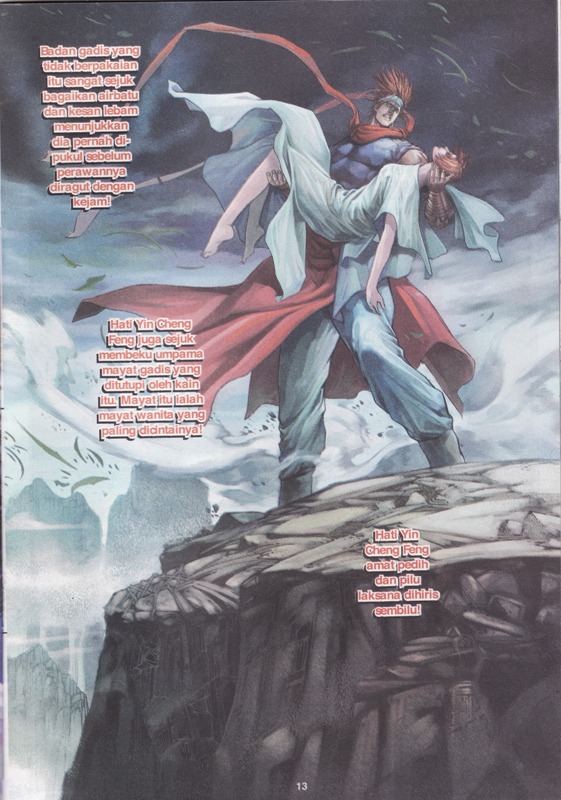 Badan gadis yang
tidak berpakaian
itu sangat sejuk
bagaikan airbatu
dan kesan lebam
menunjukkan
dia pernah di-
pukul sebelum
perawannya
diragut dengan
kejam!
Hati Yin Cheng
Feng juga sejuk
membeku umpama
mayat gadis yang
ditutupi oleh kain
itu. Mayat itu ialah
mayat wanita yang
paling dicintainya!
Hati Yin
Cheng Feng
amat pedih
dan pilu
laksana dihiris
sembilu!
13